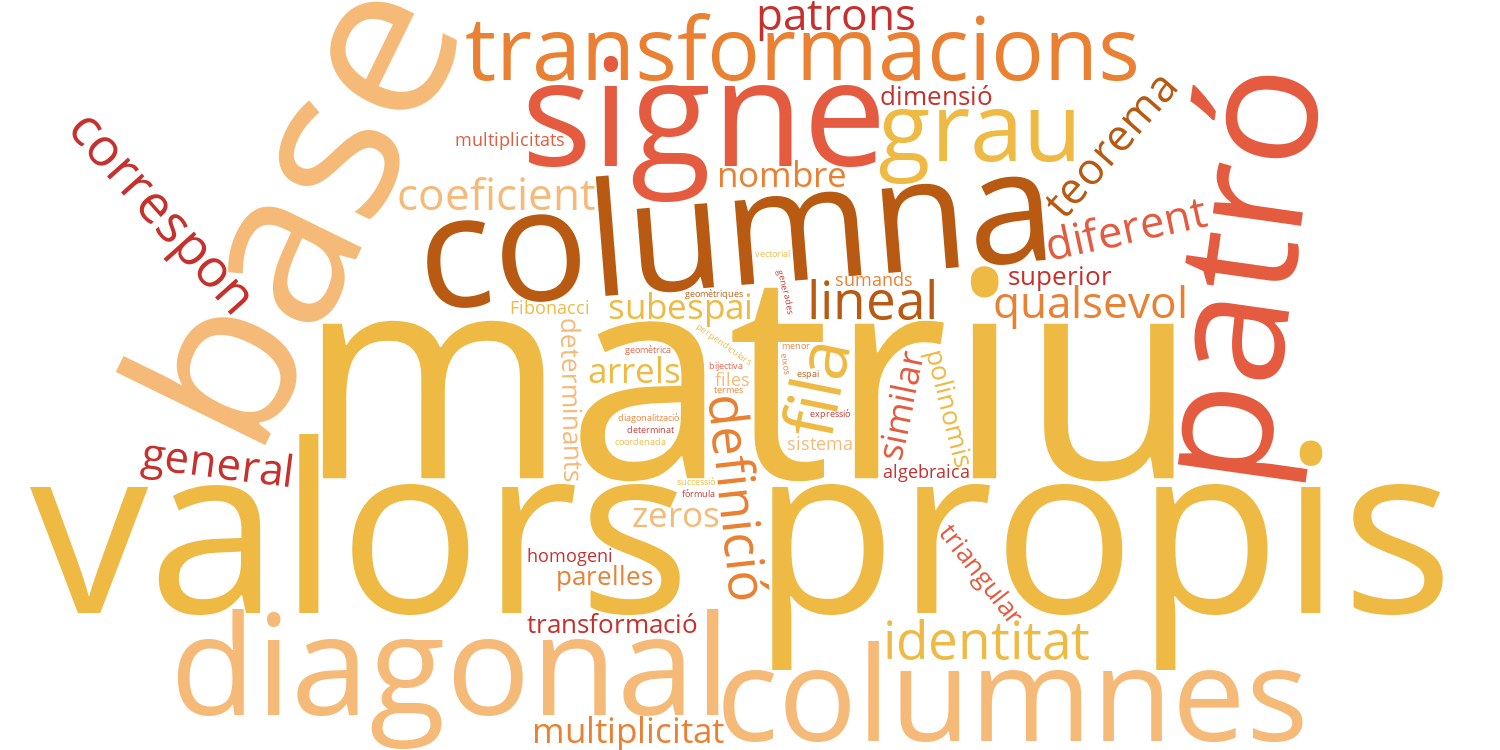 patrons
transformacions
base
signe
dimensió
grau
teorema
patró
correspon
multiplicitats
nombre
coeficient
columna
diferent
vectorial
superior
sumands
generades
geomètriques
lineal
qualsevol
Fibonacci
subespai
matriu
determinants
perpendiculars
geomètrica
menor
eixos
fila
similar
polinomis
arrels
bijectiva
files
espai
termes
definició
diagonalització
expressió
determinat
coordenada
sistema
general
algebraica
valors propis
successió
fórmula
zeros
triangular
homogeni
parelles
transformació
diagonal
identitat
columnes
multiplicitat